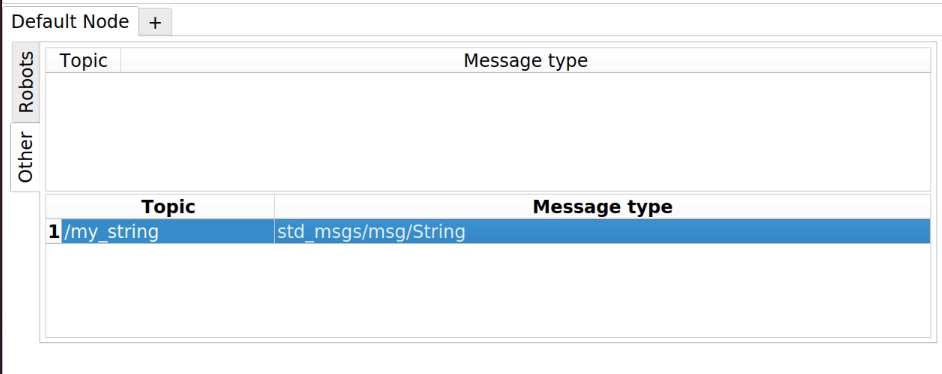 Default Node +
Robots
Other
Topic Message type
Topic Message type
1 /my_string std_msgs/msg/String